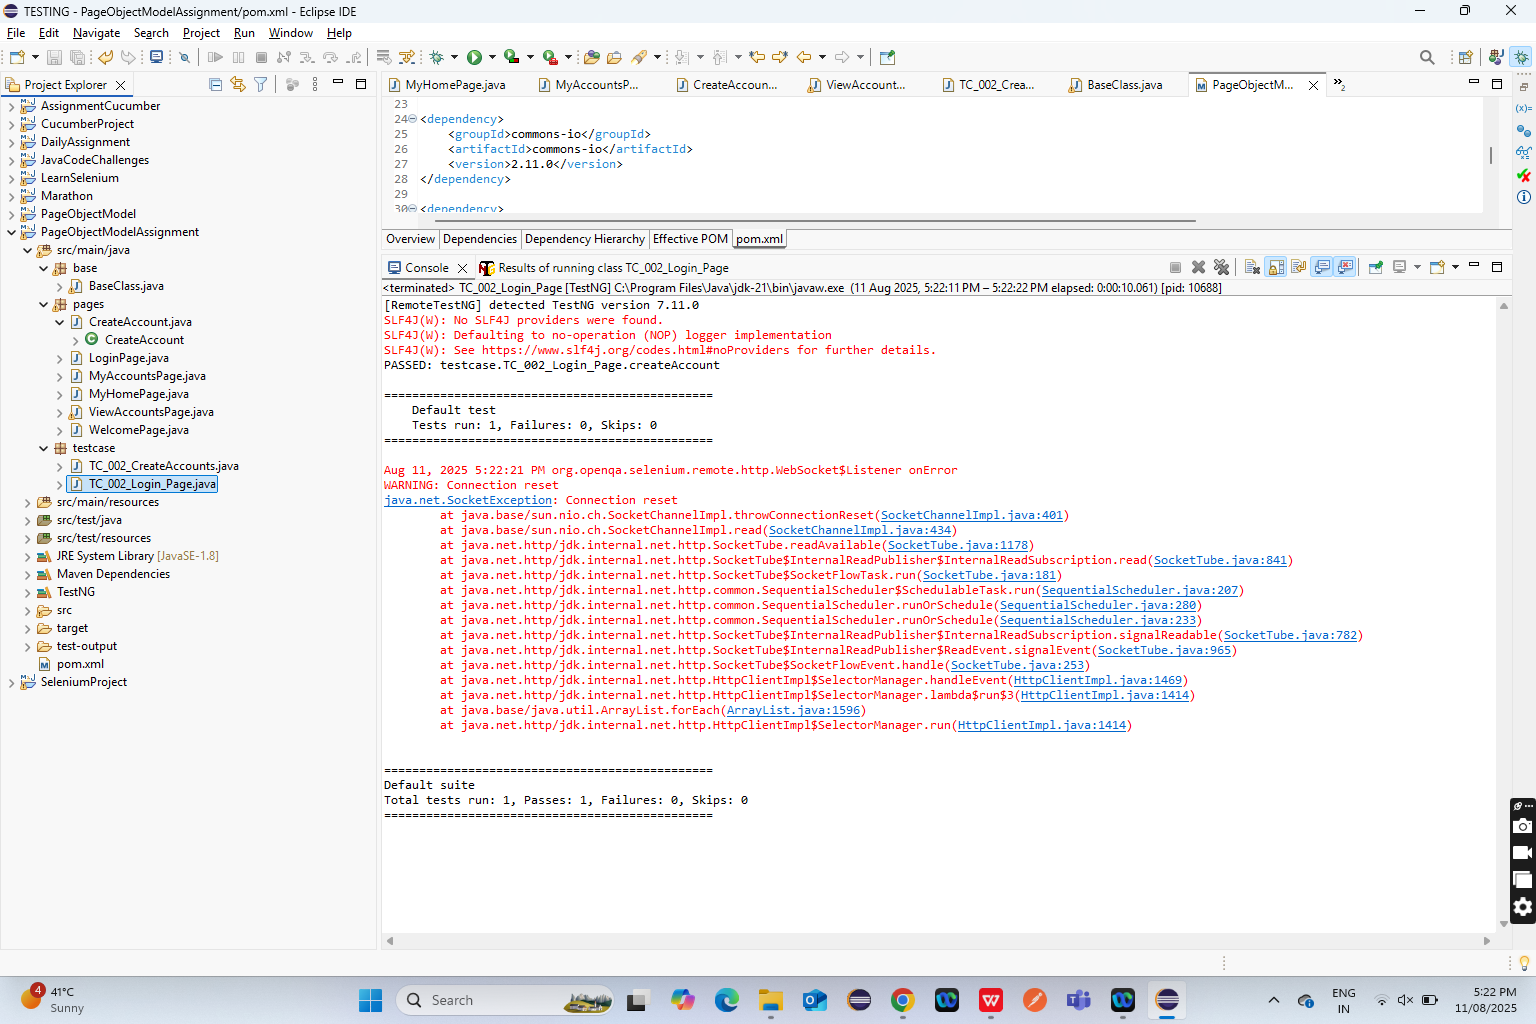 TESTING - PageObjectModelAssignment/pom.xml - Eclipse IDE
File Edit Navigate Search Project Run Window Help
Project Explorer
AssignmentCucumber
CucumberProject
DailyAssignment
JavaCodeChallenges
LearnSelenium
Marathon
PageObjectModel
PageObjectModelAssignment
src/main/java
base
BaseClass.java
pages
CreateAccount.java
CreateAccount
LoginPage.java
MyAccountsPage.java
MyHomePage.java
ViewAccountsPage.java
WelcomePage.java
testcase
TC_002_CreateAccounts.java
TC_002_Login_Page.java
src/main/resources
src/test/java
src/test/resources
JRE System Library [JavaSE-1.8]
Maven Dependencies
TestNG
src
target
test-output
pom.xml
SeleniumProject
MyHomePage.java MyAccountsP... CreateAccoun... ViewAccount... TC_002_Crea... BaseClass.java PageObjectM... »2
23
24 <dependency>
25 <groupId>commons-io</groupId>
26 <artifactId>commons-io</artifactId>
27 <version>2.11.0</version>
28 </dependency>
29
30 <dependency>
Overview Dependencies Dependency Hierarchy Effective POM pom.xml
Console Results of running class TC_002_Login_Page
<terminated> TC_002_Login_Page [TestNG] C:\Program Files\Java\jdk-21\bin\javaw.exe (11 Aug 2025, 5:22:11 PM – 5:22:22 PM elapsed: 0:00:10.061) [pid: 10688]
[RemoteTestNG] detected TestNG version 7.11.0
SLF4J(W): No SLF4J providers were found.
SLF4J(W): Defaulting to no-operation (NOP) logger implementation
SLF4J(W): See https://www.slf4j.org/codes.html#noProviders for further details.
PASSED: testcase.TC_002_Login_Page.createAccount
===============================================
Default test
Tests run: 1, Failures: 0, Skips: 0
===============================================
Aug 11, 2025 5:22:21 PM org.openqa.selenium.remote.http.WebSocket$Listener onError
WARNING: Connection reset
java.net.SocketException: Connection reset
at java.base/sun.nio.ch.SocketChannelImpl.throwConnectionReset(SocketChannelImpl.java:401)
at java.base/sun.nio.ch.SocketChannelImpl.read(SocketChannelImpl.java:434)
at java.net.http/jdk.internal.net.http.SocketTube.readAvailable(SocketTube.java:1178)
at java.net.http/jdk.internal.net.http.SocketTube$InternalReadPublisher$InternalReadSubscription.read(SocketTube.java:841)
at java.net.http/jdk.internal.net.http.SocketTube$SocketFlowTask.run(SocketTube.java:181)
at java.net.http/jdk.internal.net.http.common.SequentialScheduler$SchedulableTask.run(SequentialScheduler.java:207)
at java.net.http/jdk.internal.net.http.common.SequentialScheduler.runOrSchedule(SequentialScheduler.java:280)
at java.net.http/jdk.internal.net.http.common.SequentialScheduler.runOrSchedule(SequentialScheduler.java:233)
at java.net.http/jdk.internal.net.http.SocketTube$InternalReadPublisher$InternalReadSubscription.signalReadable(SocketTube.java:782)
at java.net.http/jdk.internal.net.http.SocketTube$InternalReadPublisher$ReadEvent.signalEvent(SocketTube.java:965)
at java.net.http/jdk.internal.net.http.SocketTube$SocketFlowEvent.handle(SocketTube.java:253)
at java.net.http/jdk.internal.net.http.HttpClientImpl$SelectorManager.handleEvent(HttpClientImpl.java:1469)
at java.net.http/jdk.internal.net.http.HttpClientImpl$SelectorManager.lambda$run$3(HttpClientImpl.java:1414)
at java.base/java.util.ArrayList.forEach(ArrayList.java:1596)
at java.net.http/jdk.internal.net.http.HttpClientImpl$SelectorManager.run(HttpClientImpl.java:1414)
===============================================
Default suite
Total tests run: 1, Passes: 1, Failures: 0, Skips: 0
===============================================
4
41°C
Sunny
Search
ENG
IN
5:22 PM
11/08/2025